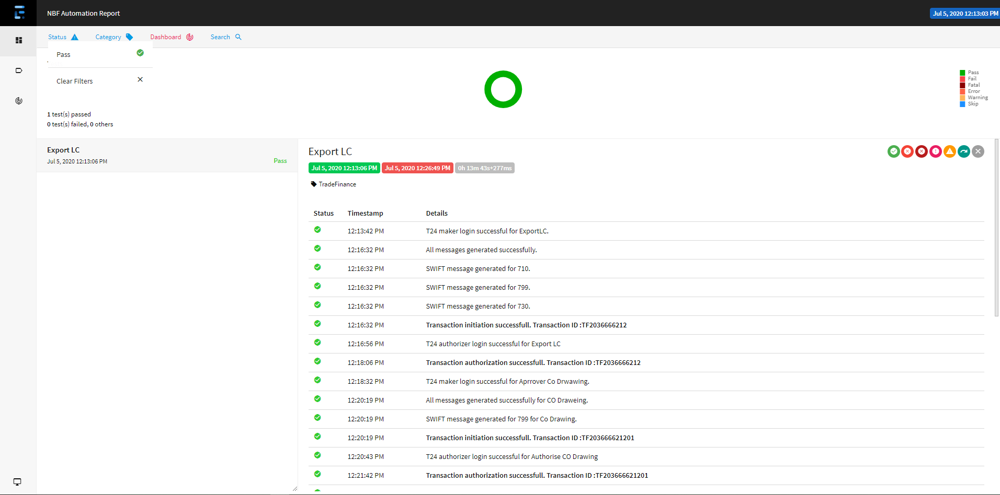 NBF Automation Report
Jul 5, 2020 12:13:03 PM
Status Category Dashboard Search
Pass
Clear Filters
1 test(s) passed
0 test(s) failed, 0 others
Pass
Fail
Fatal
Error
Warning
Skip
Export LC
Jul 5, 2020 12:13:06 PM Pass
Export LC
Jul 5, 2020 12:13:06 PM Jul 5, 2020 12:26:49 PM 0h 13m 43s+277ms
TradeFinance
Status Timestamp Details
12:13:42 PM T24 maker login successful for ExportLC.
12:16:32 PM All messages generated successfully.
12:16:32 PM SWIFT message generated for 710.
12:16:32 PM SWIFT message generated for 799.
12:16:32 PM SWIFT message generated for 730.
12:16:32 PM Transaction initiation successfull. Transaction ID :TF2036666212
12:16:56 PM T24 authorizer login successful for Export LC
12:18:06 PM Transaction authorization successfull. Transaction ID :TF2036666212
12:18:32 PM T24 maker login successful for Aprrover Co Drwawing.
12:20:19 PM All messages generated successfully for CO Draweing.
12:20:19 PM SWIFT message generated for 799 for Co Drawing.
12:20:19 PM Transaction initiation successfull. Transaction ID :TF203666621201
12:20:43 PM T24 authorizer login successful for Authorise CO Drawing
12:21:42 PM Transaction authorization successfull. Transaction ID :TF203666621201